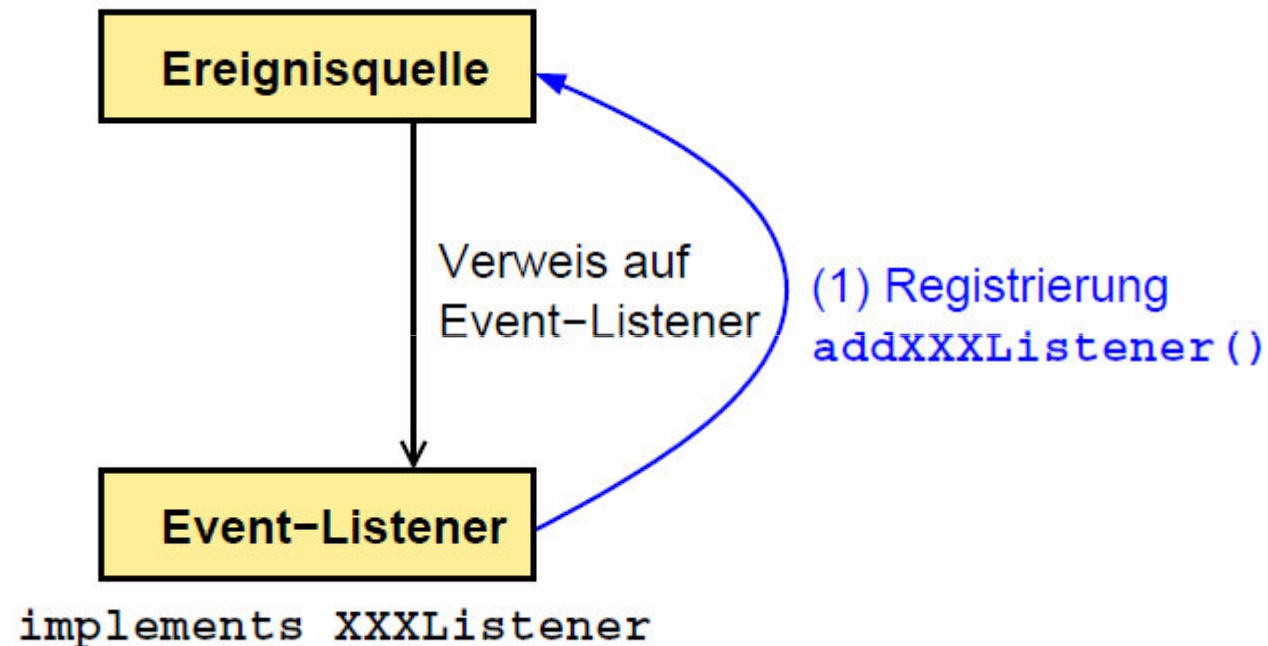 Ereignisquelle
Verweis auf
Event−Listener
(1) Registrierung
addXXXListener()
Event−Listener
implements XXXListener